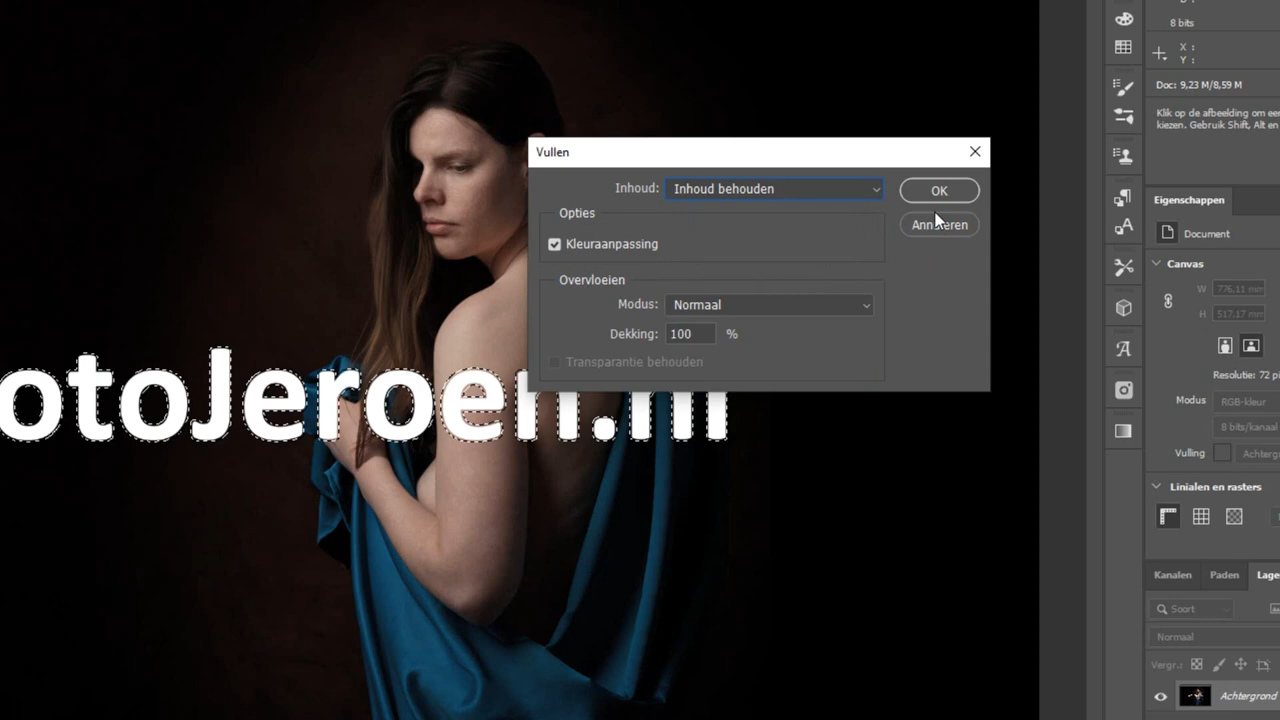 8 bits
X :
Y :
Doc: 9,23 M/8,59 M
Klik op de afbeelding om een
kiezen. Gebruik Shift, Alt en
Vullen
Inhoud: Inhoud behouden
OK
Annuleren
Opties
Kleuraanpassing
Overvloeien
Modus: Normaal
Dekking: 100 %
Transparantie behouden
otoJeroen.nl
Eigenschappen
Document
Canvas
W 776.11 mm
H 517.17 mm
Resolutie: 72 pi
Modus RGB-kleur
8 bits/kanaal
Vulling Achterg
Linialen en rasters
Kanalen Paden Lage
Soort
Normaal
Vergr.:
Achtergrond